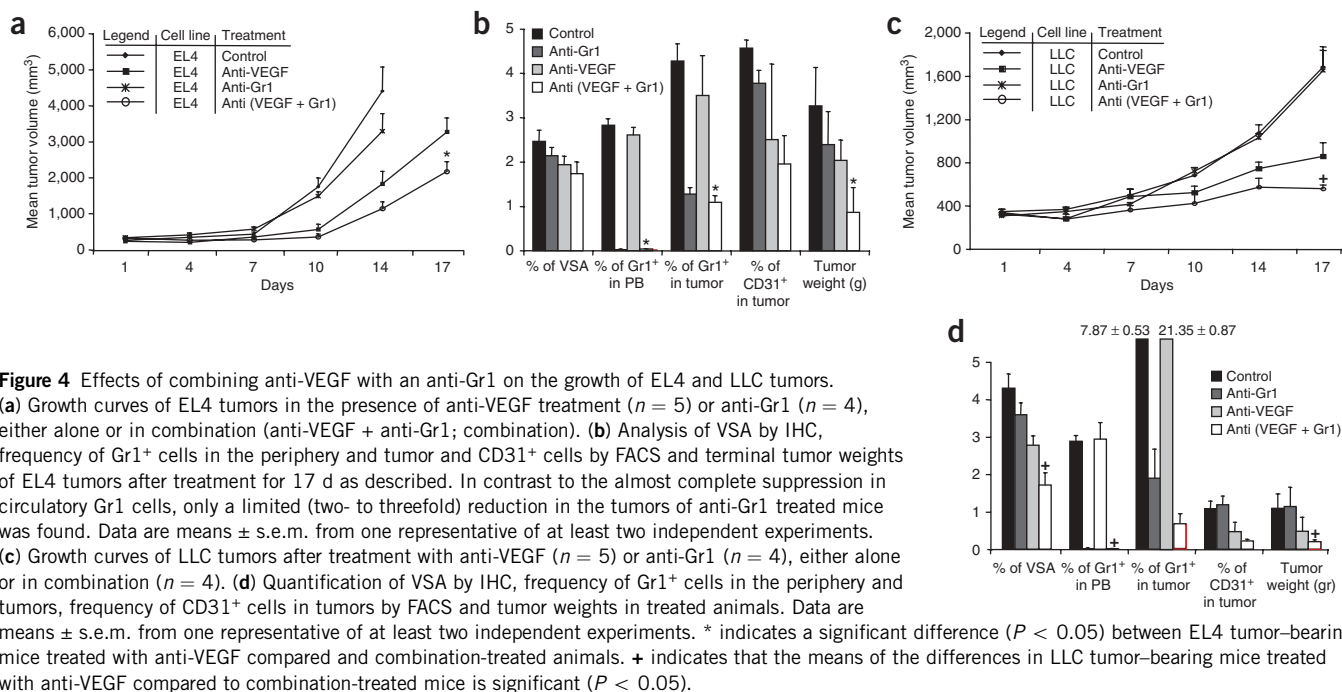 a
Legend Cell line Treatment
EL4 Control
EL4 Anti-VEGF
EL4 Anti-Gr1
EL4 Anti (VEGF + Gr1)
Mean tumor volume (mm³)
6,000
5,000
4,000
3,000
2,000
1,000
0
*
1 4 7 10 14 17
Days
b
Control
Anti-Gr1
Anti-VEGF
Anti (VEGF + Gr1)
5
4
3
2
1
0
* * *
% of VSA
% of Gr1⁺ in PB
% of Gr1⁺ in tumor
% of CD31⁺ in tumor
Tumor weight (g)
c
Legend Cell line Treatment
LLC Control
LLC Anti-VEGF
LLC Anti-Gr1
LLC Anti (VEGF + Gr1)
Mean tumor volume (mm³)
2,000
1,600
1,200
800
400
0
+
1 4 7 10 14 17
Days
d
7.87 ± 0.53 21.35 ± 0.87
Control
Anti-Gr1
Anti-VEGF
Anti (VEGF + Gr1)
5
4
3
2
1
0
+ + +
% of VSA
% of Gr1⁺ in PB
% of Gr1⁺ in tumor
% of CD31⁺ in tumor
Tumor weight (gr)
Figure 4 Effects of combining anti-VEGF with an anti-Gr1 on the growth of EL4 and LLC tumors.
(a) Growth curves of EL4 tumors in the presence of anti-VEGF treatment (n = 5) or anti-Gr1 (n = 4),
either alone or in combination (anti-VEGF + anti-Gr1; combination). (b) Analysis of VSA by IHC,
frequency of Gr1⁺ cells in the periphery and tumor and CD31⁺ cells by FACS and terminal tumor weights
of EL4 tumors after treatment for 17 d as described. In contrast to the almost complete suppression in
circulatory Gr1 cells, only a limited (two- to threefold) reduction in the tumors of anti-Gr1 treated mice
was found. Data are means ± s.e.m. from one representative of at least two independent experiments.
(c) Growth curves of LLC tumors after treatment with anti-VEGF (n = 5) or anti-Gr1 (n = 4), either alone
or in combination (n = 4). (d) Quantification of VSA by IHC, frequency of Gr1⁺ cells in the periphery and
tumors, frequency of CD31⁺ cells in tumors by FACS and tumor weights in treated animals. Data are
means ± s.e.m. from one representative of at least two independent experiments. * indicates a significant difference (P < 0.05) between EL4 tumor–bearin
mice treated with anti-VEGF compared and combination-treated animals. + indicates that the means of the differences in LLC tumor–bearing mice treated
with anti-VEGF compared to combination-treated mice is significant (P < 0.05).